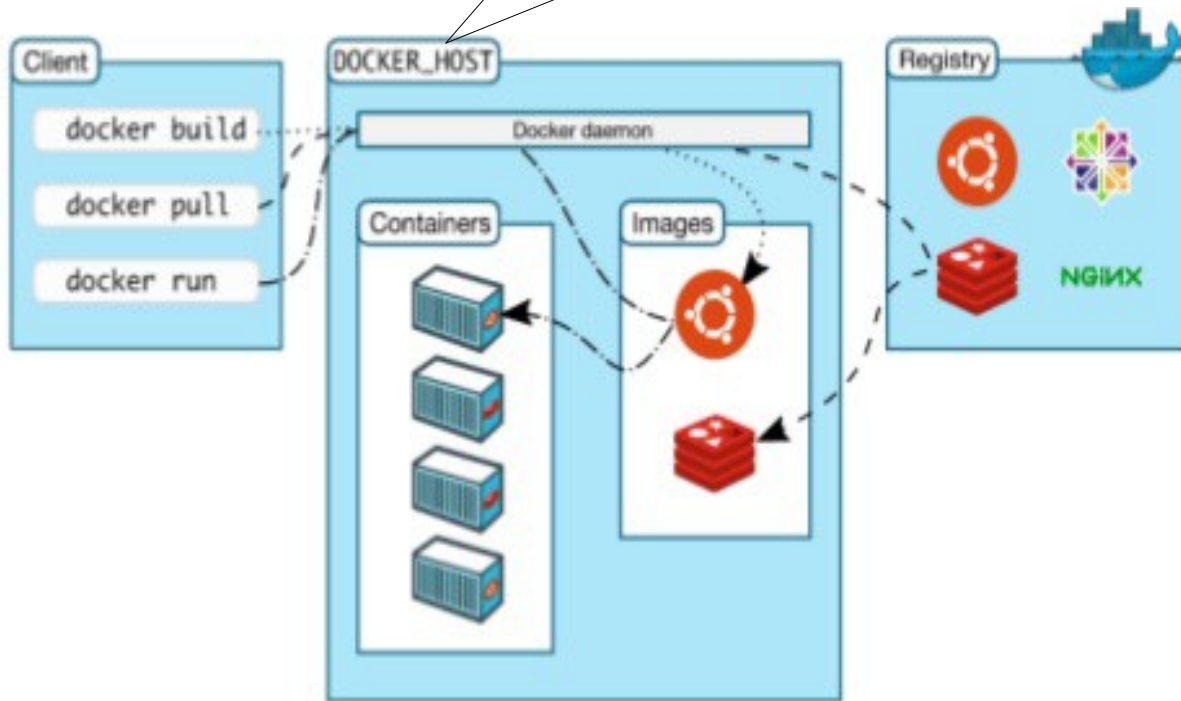 Client
docker build
docker pull
docker run
DOCKER_HOST
Docker daemon
Containers
Images
Registry
NGINX